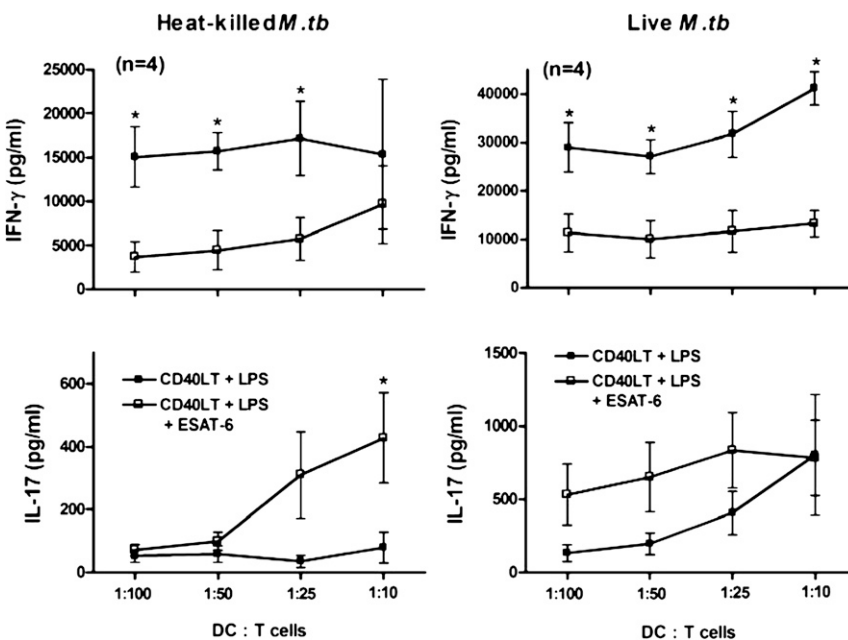 Heat-killed M.tb
Live M.tb
(n=4)
(n=4)
IFN-γ (pg/ml)
25000
20000
15000
10000
5000
0
* * *
IFN-γ (pg/ml)
40000
30000
20000
10000
0
* * * *
IL-17 (pg/ml)
600
400
200
0
CD40LT + LPS
CD40LT + LPS
+ ESAT-6
*
1:100 1:50 1:25 1:10
DC : T cells
IL-17 (pg/ml)
1500
1000
500
0
CD40LT + LPS
CD40LT + LPS
+ ESAT-6
1:100 1:50 1:25 1:10
DC : T cells